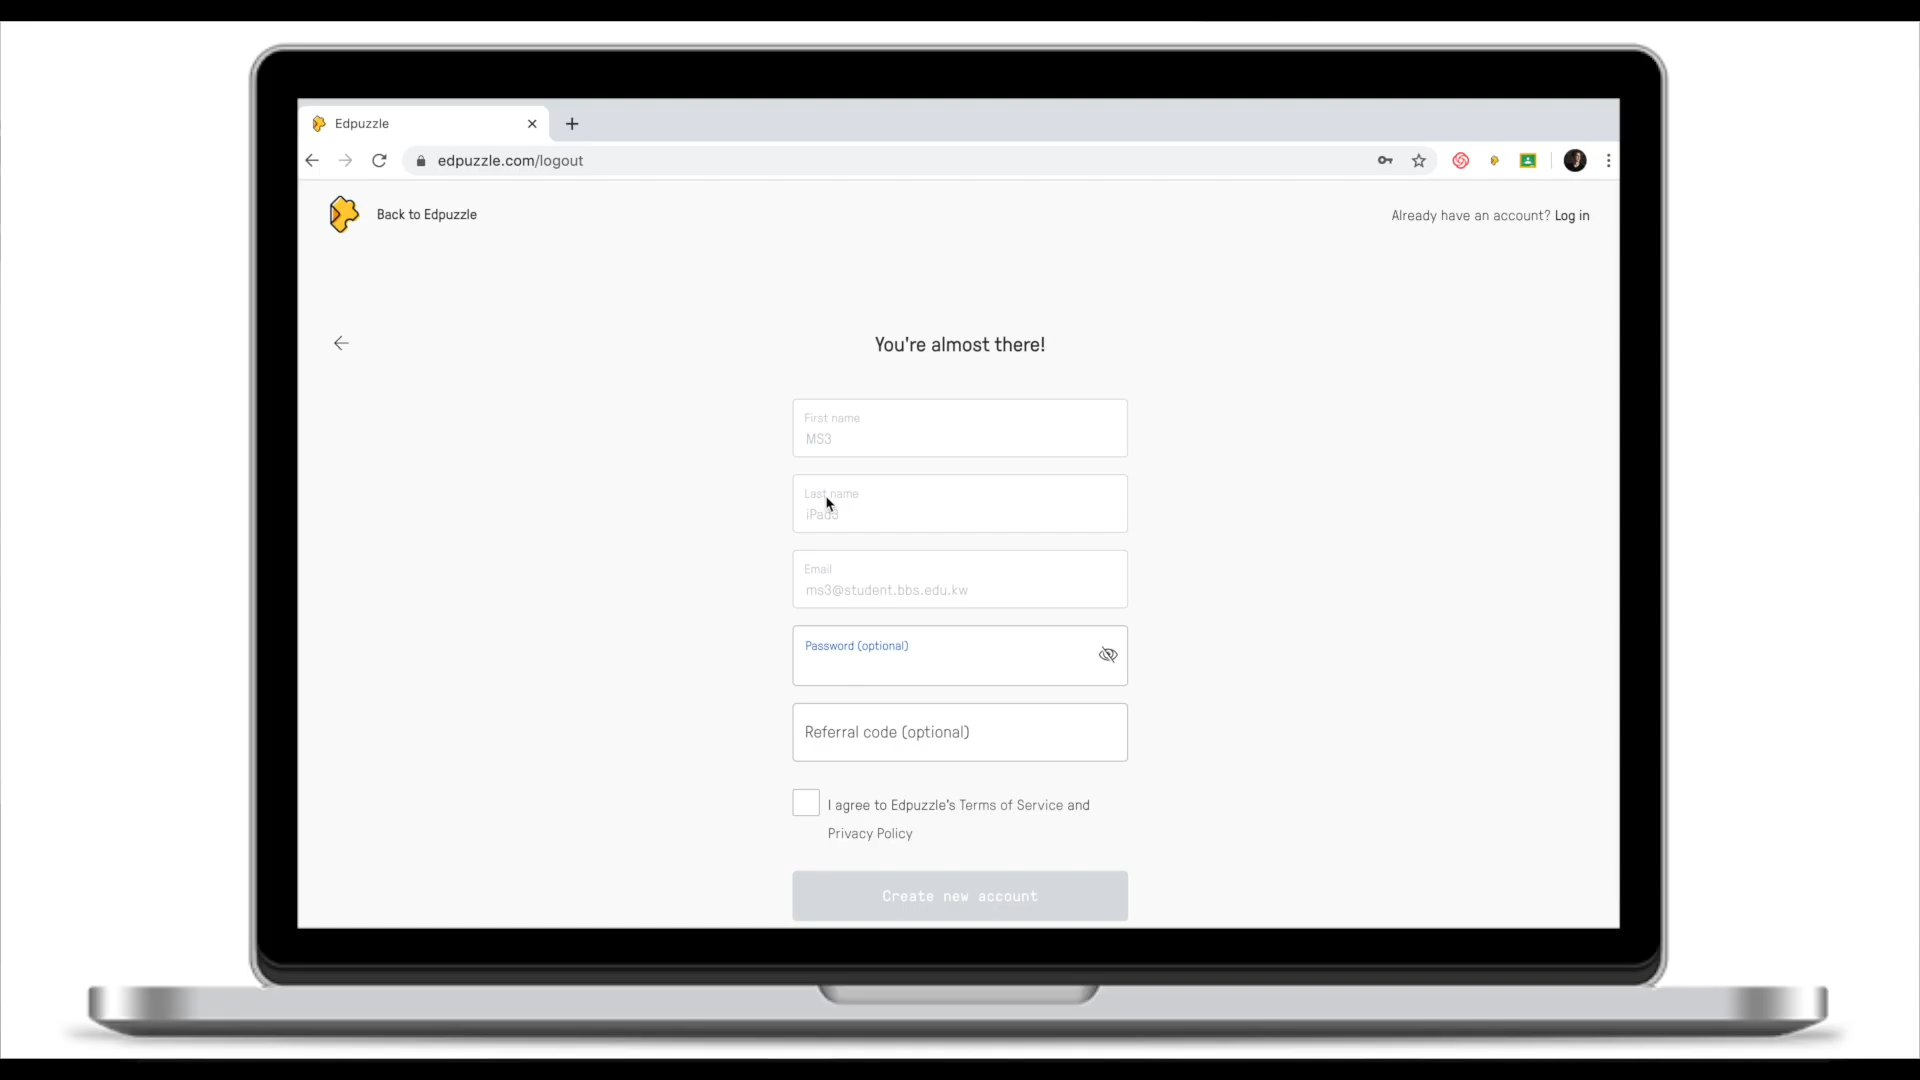 Edpuzzle
edpuzzle.com/logout
Back to Edpuzzle
Already have an account? Log in
You're almost there!
First name
MS3
Last name
iPad3
Email
ms3@student.bbs.edu.kw
Password (optional)
Referral code (optional)
I agree to Edpuzzle's Terms of Service and
Privacy Policy
Create new account